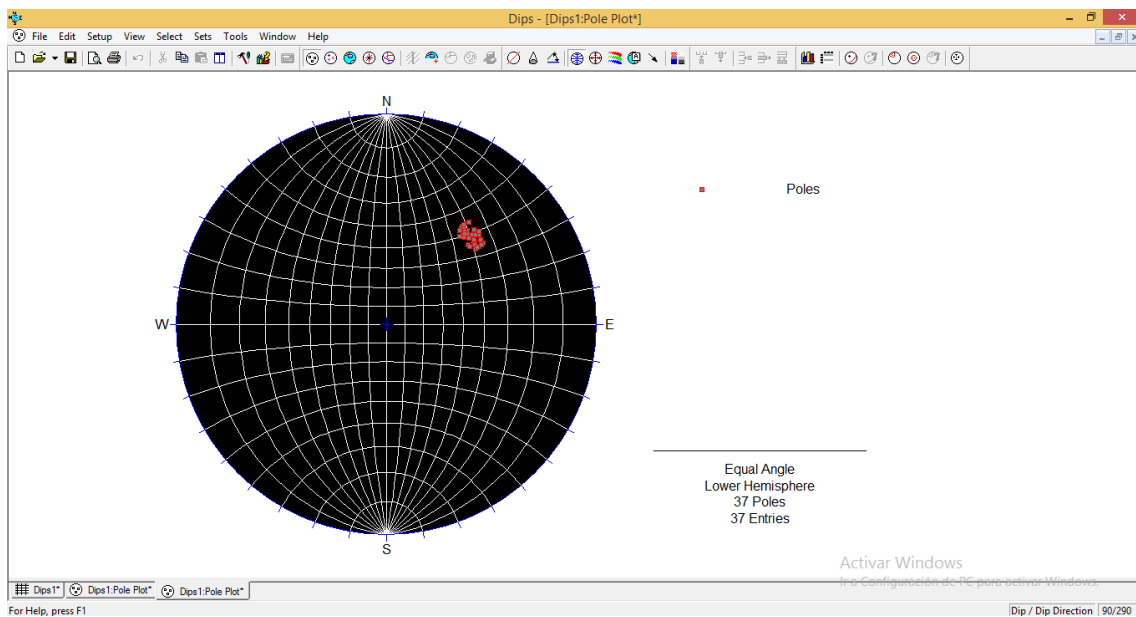 Dips - [Dips1:Pole Plot*]
File Edit Setup View Select Sets Tools Window Help
N
Poles
W
E
S
Equal Angle
Lower Hemisphere
37 Poles
37 Entries
Activar Windows
Ir a Configuración de PC para activar Windows.
Dips1* Dips1:Pole Plot* Dips1:Pole Plot*
For Help, press F1
Dip / Dip Direction 90/290